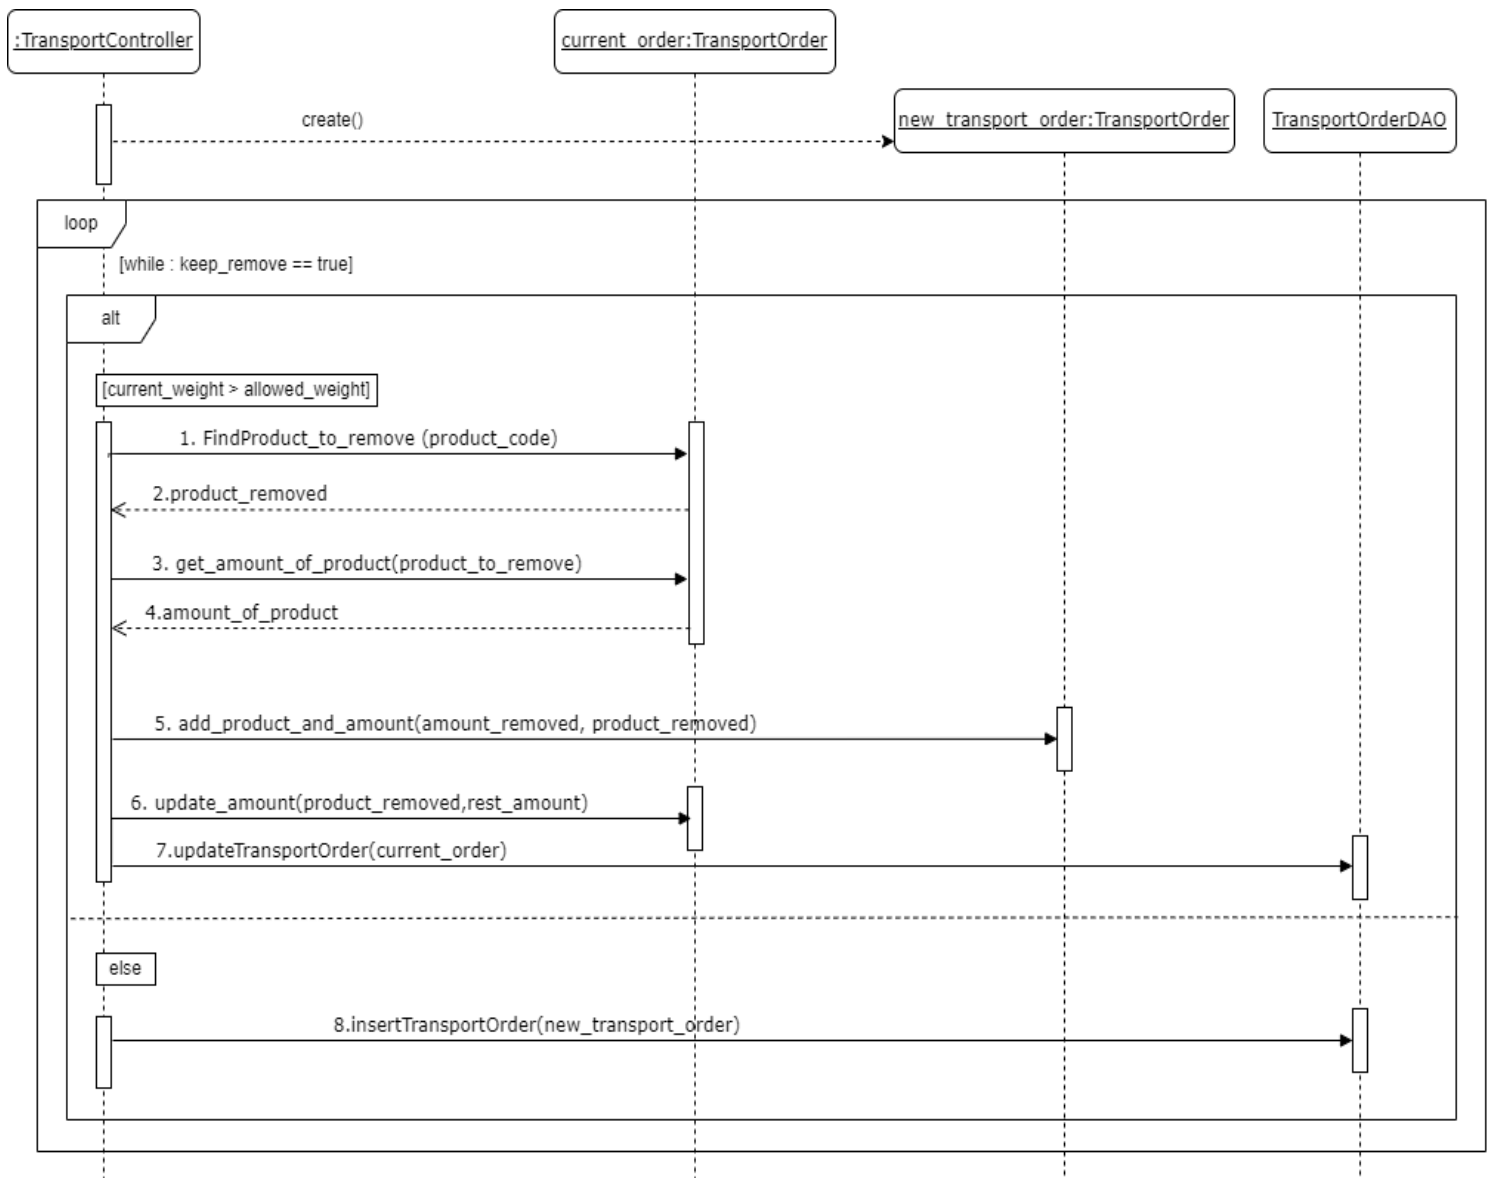 :TransportController
current_order:TransportOrder
create()
new_transport_order:TransportOrder
TransportOrderDAO
loop
[while : keep_remove == true]
alt
[current_weight > allowed_weight]
1. FindProduct_to_remove (product_code)
2.product_removed
3. get_amount_of_product(product_to_remove)
4.amount_of_product
5. add_product_and_amount(amount_removed, product_removed)
6. update_amount(product_removed,rest_amount)
7.updateTransportOrder(current_order)
else
8.insertTransportOrder(new_transport_order)